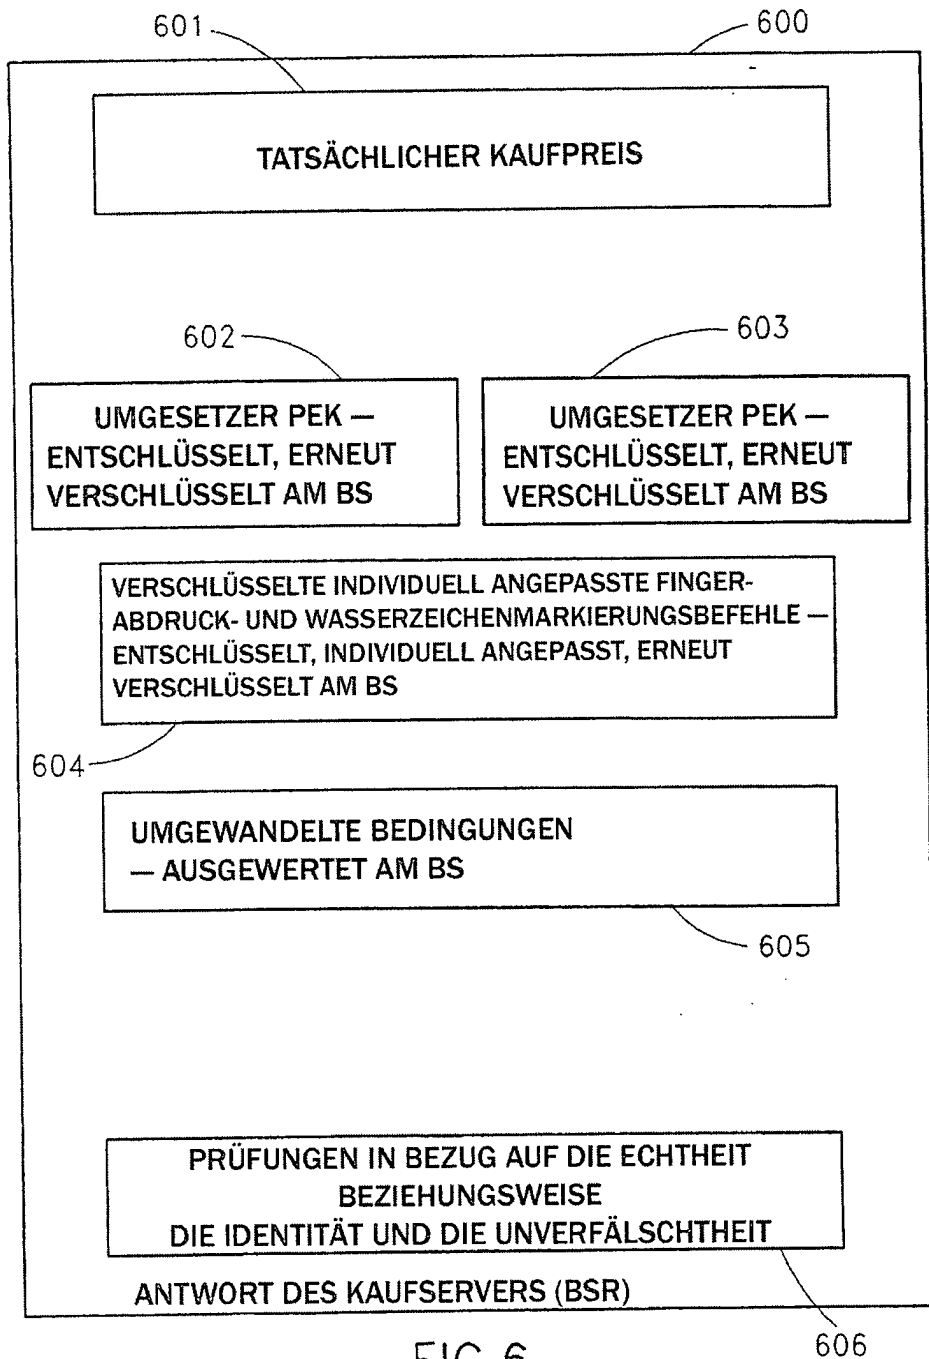 601
600
TATSÄCHLICHER KAUFPREIS
602
603
UMGESETZER PEK —
ENTSCHLÜSSELT, ERNEUT
VERSCHLÜSSELT AM BS
UMGESETZER PEK —
ENTSCHLÜSSELT, ERNEUT
VERSCHLÜSSELT AM BS
VERSCHLÜSSELTE INDIVIDUELL ANGEPASSTE FINGER-
ABDRUCK- UND WASSERZEICHENMARKIERUNGSBEFEHLE —
ENTSCHLÜSSELT, INDIVIDUELL ANGEPASST, ERNEUT
VERSCHLÜSSELT AM BS
604
UMGEWANDELTE BEDINGUNGEN
— AUSGEWERTET AM BS
605
PRÜFUNGEN IN BEZUG AUF DIE ECHTHEIT
BEZIEHUNGSWEISE
DIE IDENTITÄT UND DIE UNVERFÄLSCHTHEIT
ANTWORT DES KAUFSERVERS (BSR)
606
FIG. 6